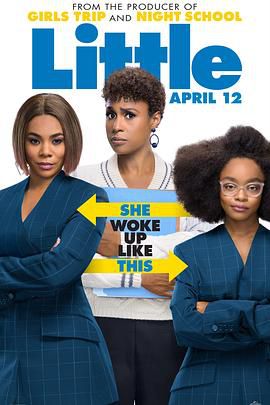 FROM THE PRODUCER OF
GIRLS TRIP AND NIGHT SCHOOL
Little
APRIL 12
SHE
WOKE
UP
LIKE
THIS